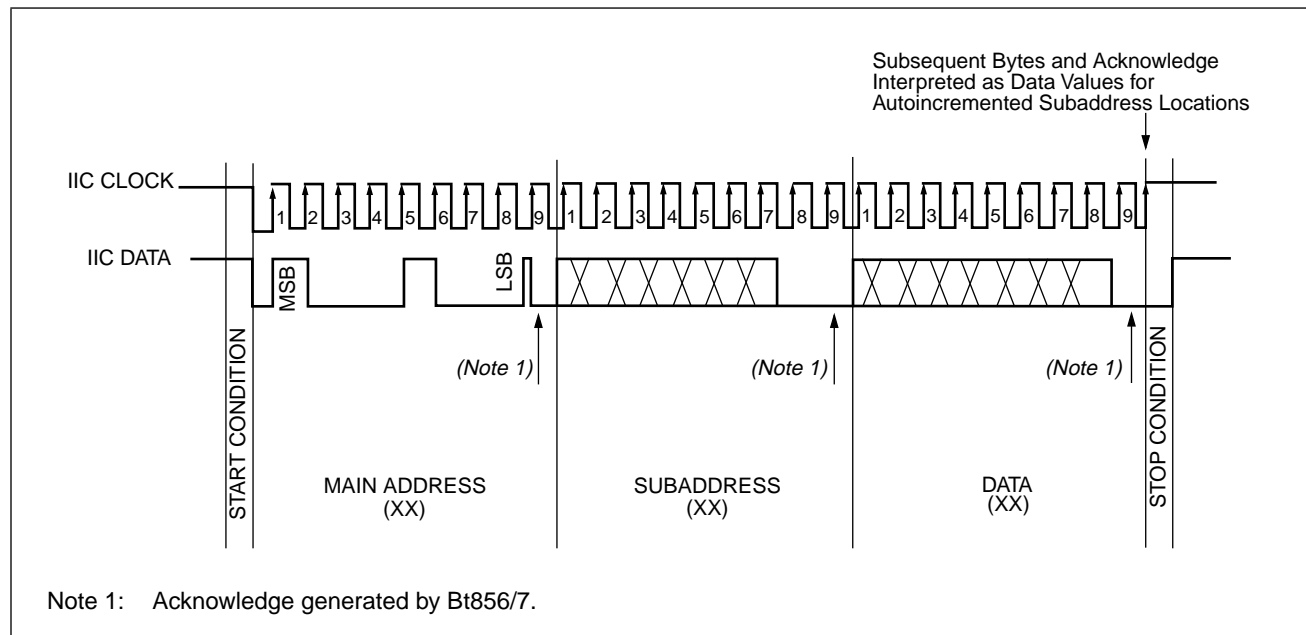 Subsequent Bytes and Acknowledge
Interpreted as Data Values for
Autoincremented Subaddress Locations
IIC CLOCK
1 2 3 4 5 6 7 8 9 1 2 3 4 5 6 7 8 9 1 2 3 4 5 6 7 8 9
IIC DATA
MSB
LSB
(Note 1)
(Note 1)
(Note 1)
START CONDITION
STOP CONDITION
MAIN ADDRESS
(XX)
SUBADDRESS
(XX)
DATA
(XX)
Note 1: Acknowledge generated by Bt856/7.